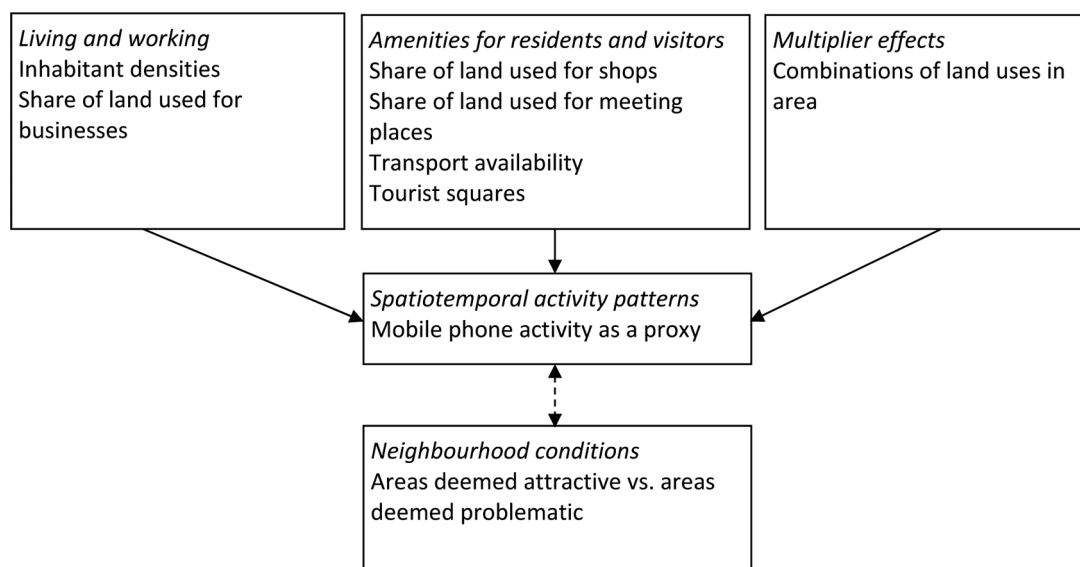 Living and working
Inhabitant densities
Share of land used for
businesses
Amenities for residents and visitors
Share of land used for shops
Share of land used for meeting
places
Transport availability
Tourist squares
Multiplier effects
Combinations of land uses in
area
Spatiotemporal activity patterns
Mobile phone activity as a proxy
Neighbourhood conditions
Areas deemed attractive vs. areas
deemed problematic